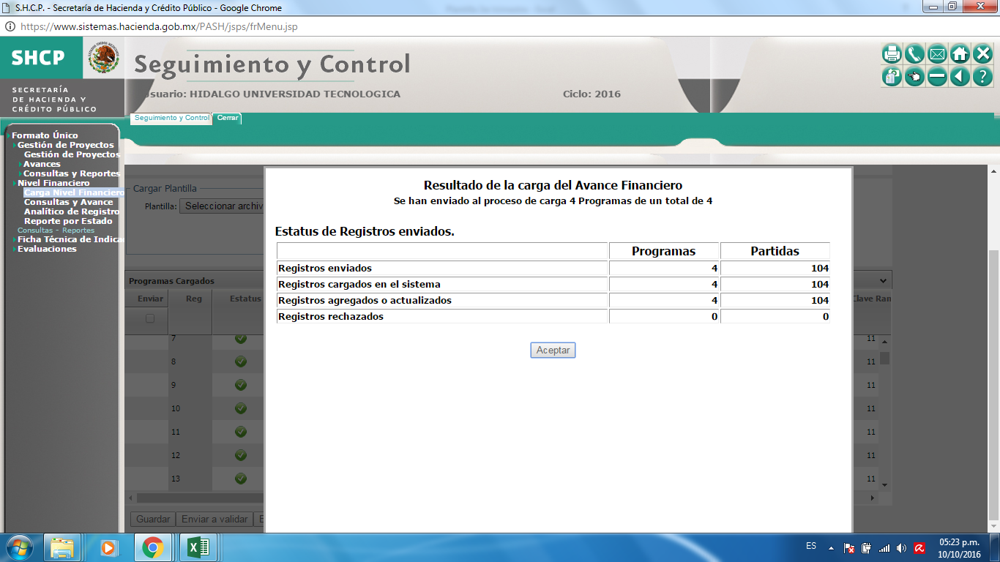 S.H.C.P. - Secretaría de Hacienda y Crédito Público - Google Chrome
https://www.sistemas.hacienda.gob.mx/PASH/jsps/frMenu.jsp
SHCP
SECRETARÍA
DE HACIENDA Y
CRÉDITO PÚBLICO
Seguimiento y Control
suario: HIDALGO UNIVERSIDAD TECNOLOGICA
Ciclo: 2016
Seguimiento y Control
Cerrar
Formato Único
Gestión de Proyectos
Gestión de Proyectos
Avances
Consultas y Reportes
Nivel Financiero
Carga Nivel Financiero
Consultas y Avance
Analítico de Registro
Reporte por Estado
Consultas - Reportes
Ficha Técnica de Indica
Evaluaciones
Cargar Plantilla
Plantilla: Seleccionar archiv
Programas Cargados
Enviar Reg Estatus Clave Ran
7 11
8 11
9 11
10 11
11 11
12 11
13 11
Guardar Enviar a validar E
Resultado de la carga del Avance Financiero
Se han enviado al proceso de carga 4 Programas de un total de 4
Estatus de Registros enviados.
Programas Partidas
Registros enviados 4 104
Registros cargados en el sistema 4 104
Registros agregados o actualizados 4 104
Registros rechazados 0 0
Aceptar
ES
05:23 p.m.
10/10/2016